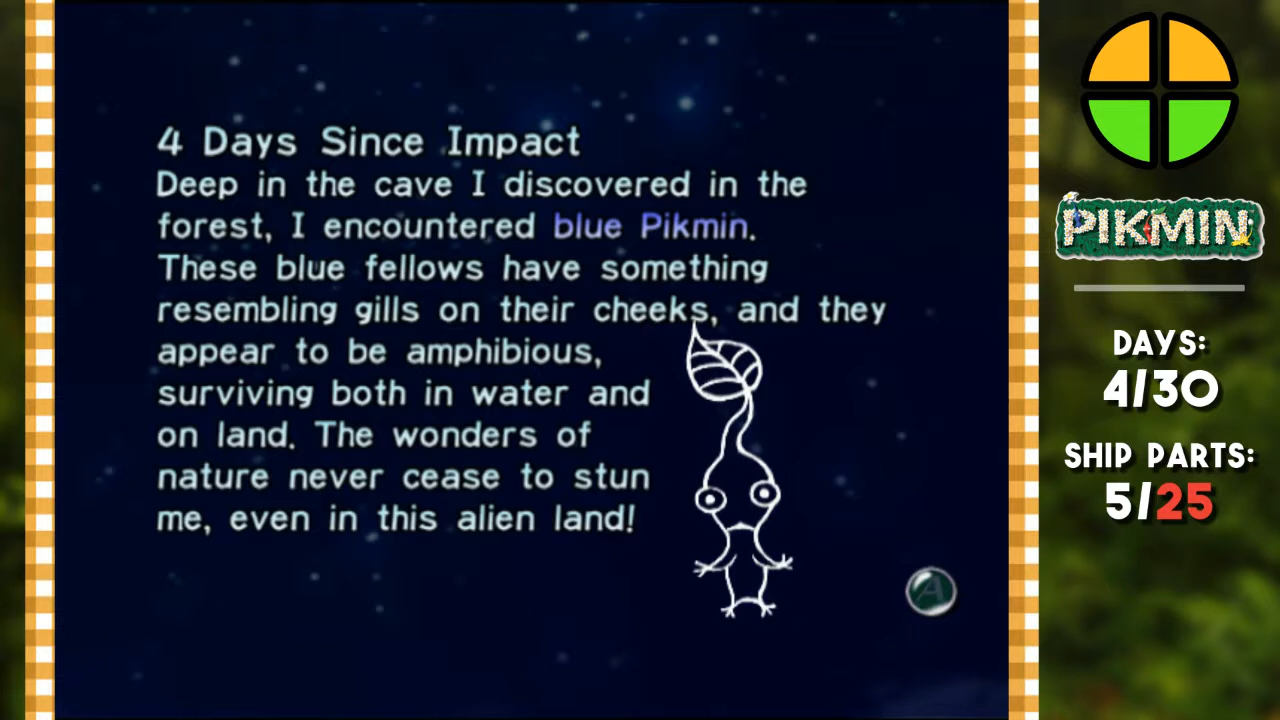 4 Days Since Impact
Deep in the cave I discovered in the
forest, I encountered blue Pikmin.
These blue fellows have something
resembling gills on their cheeks, and they
appear to be amphibious,
surviving both in water and
on land. The wonders of
nature never cease to stun
me, even in this alien land!
A
PIKMIN
DAYS:
4/30
SHIP PARTS:
5/25